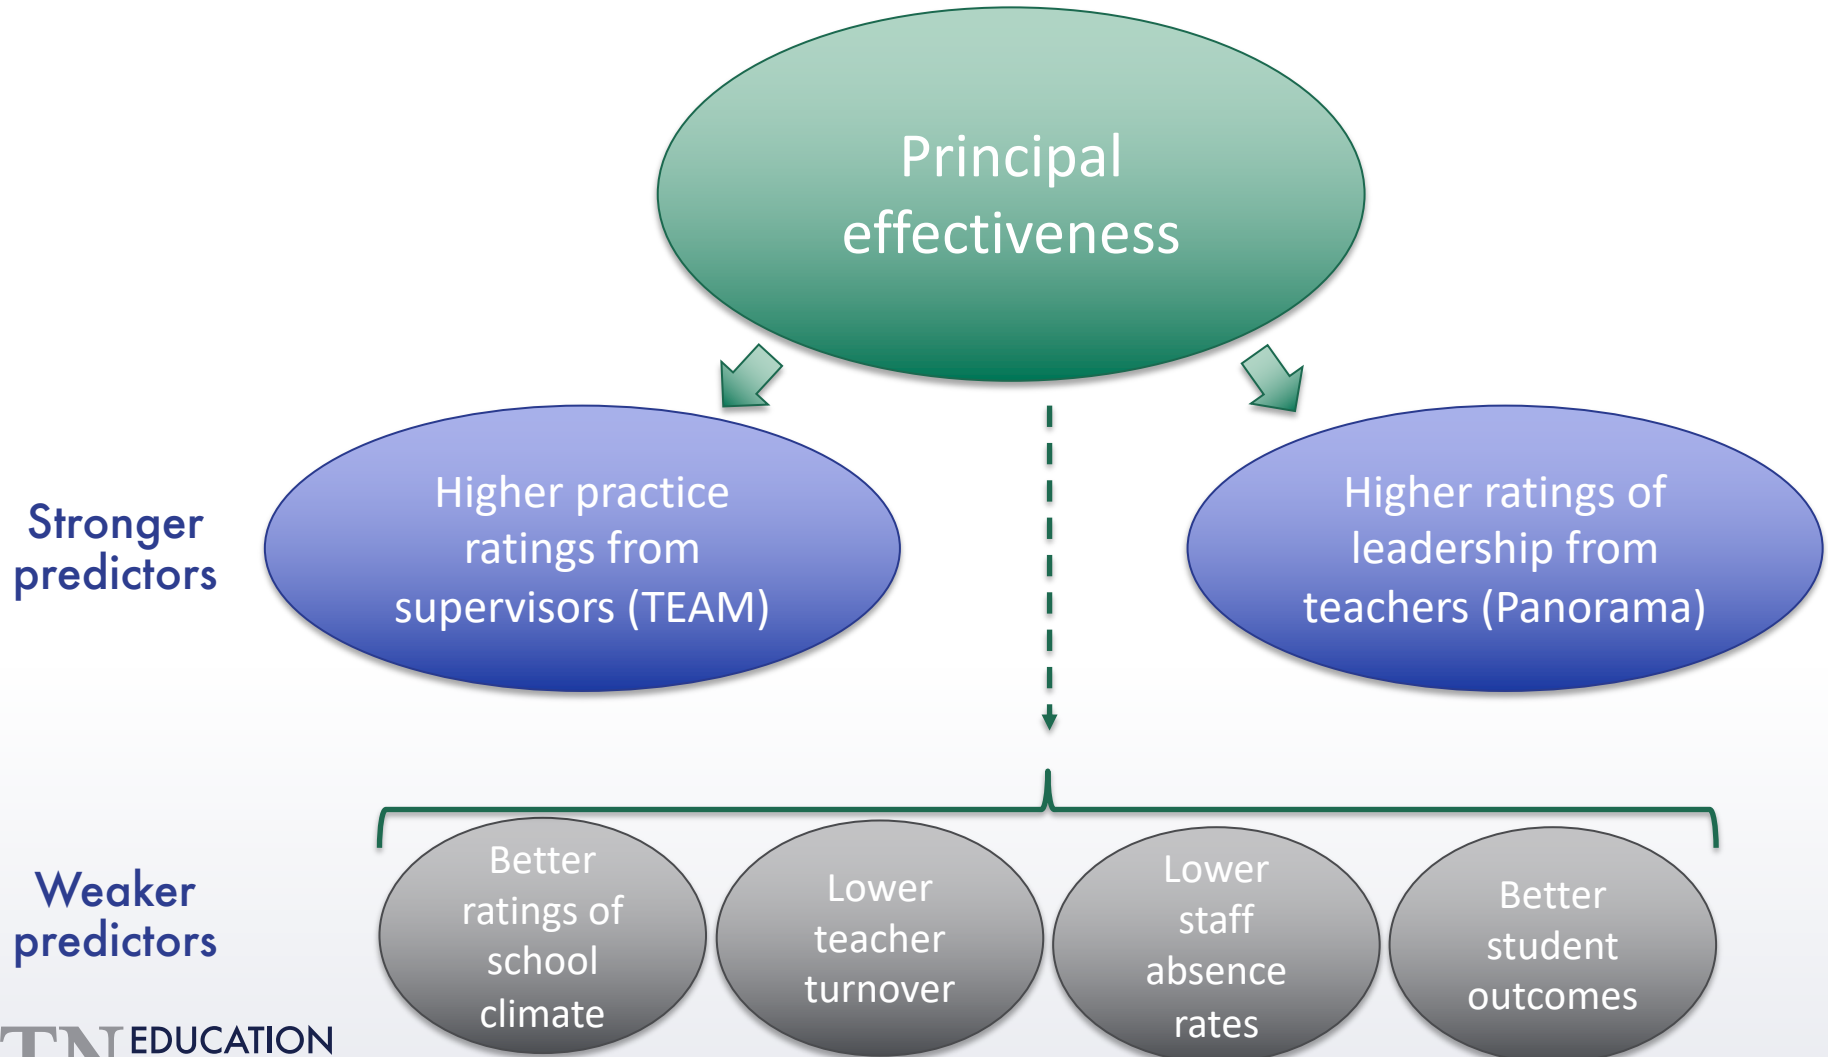 Principal
effectiveness
Stronger
predictors
Higher practice
ratings from
supervisors (TEAM)
Higher ratings of
leadership from
teachers (Panorama)
Weaker
predictors
Better
ratings of
school
climate
Lower
teacher
turnover
Lower
staff
absence
rates
Better
student
outcomes
TN EDUCATION